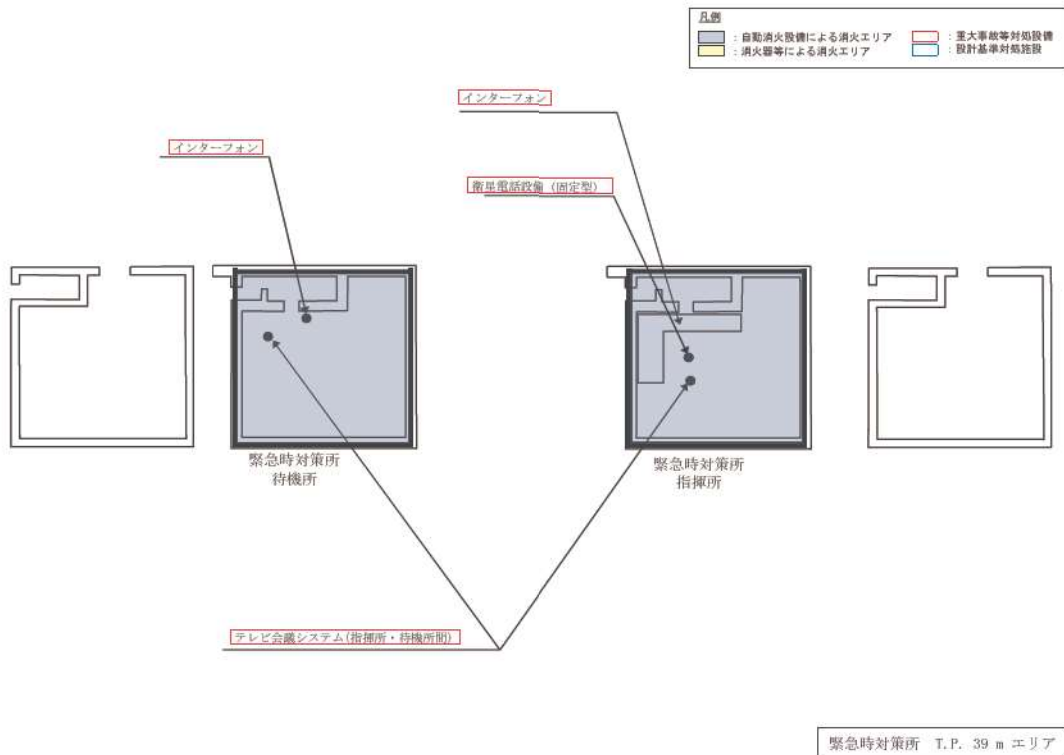 凡例
：自動消火設備による消火エリア
：重大事故等対処設備
：消火器等による消火エリア
：設計基準対処施設
インターフォン
インターフォン
衛星電話設備（固定型）
緊急時対策所
待機所
緊急時対策所
指揮所
テレビ会議システム(指揮所・待機所間)
緊急時対策所 T.P. 39 m エリア